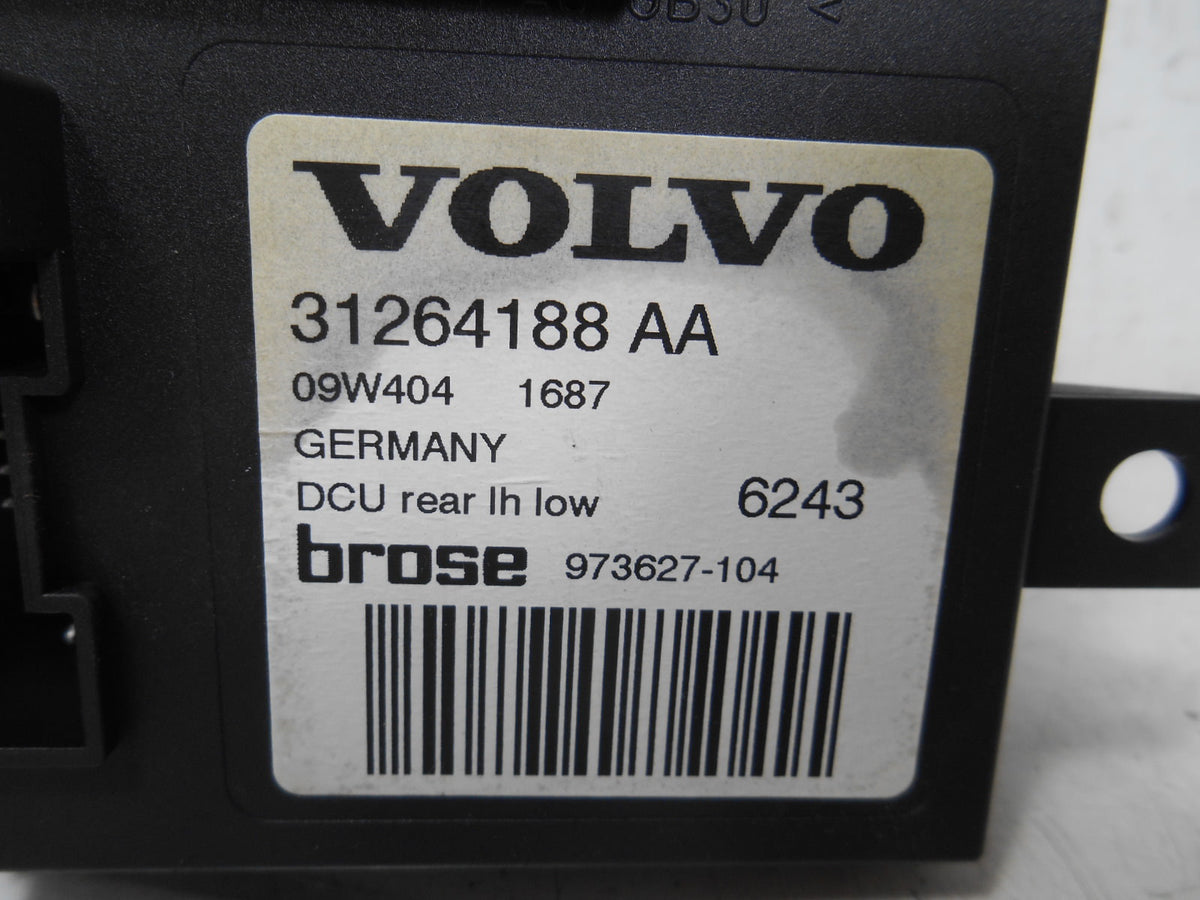 VOLVO
31264188 AA
09W404 1687
GERMANY
DCU rear lh low 6243
brose 973627-104